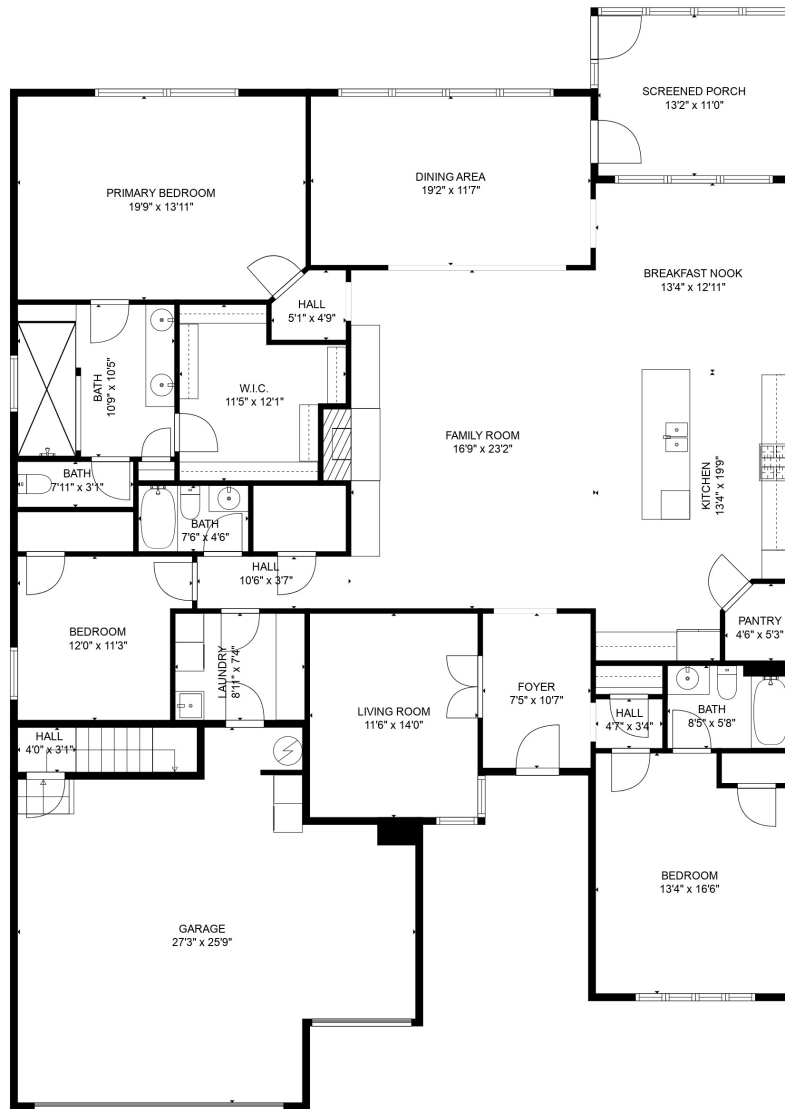 SCREENED PORCH
13'2" x 11'0"
PRIMARY BEDROOM
19'9" x 13'11"
DINING AREA
19'2" x 11'7"
BREAKFAST NOOK
13'4" x 12'11"
HALL
5'1" x 4'9"
BATH
10'9" x 10'5"
W.I.C.
11'5" x 12'1"
FAMILY ROOM
16'9" x 23'2"
KITCHEN
13'4" x 19'9"
BATH
7'11" x 3'1"
BATH
7'6" x 4'6"
HALL
10'6" x 3'7"
BEDROOM
12'0" x 11'3"
LAUNDRY
8'11" x 7'4"
PANTRY
4'6" x 5'3"
FOYER
7'5" x 10'7"
LIVING ROOM
11'6" x 14'0"
HALL
4'7" x 3'4"
BATH
8'5" x 5'8"
HALL
4'0" x 3'1"
BEDROOM
13'4" x 16'6"
GARAGE
27'3" x 25'9"